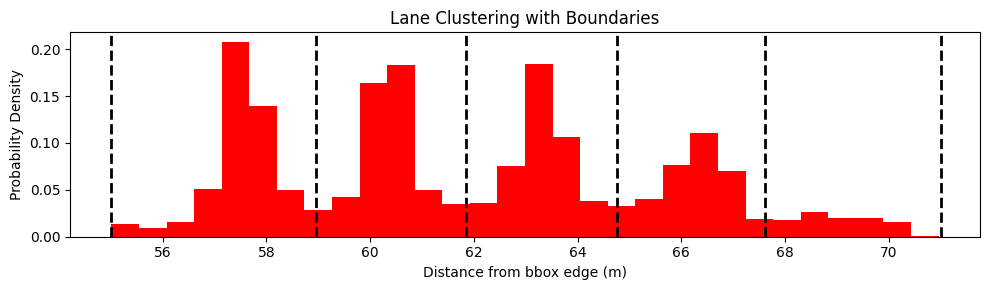 Lane Clustering with Boundaries
Probability Density
0.20
0.15
0.10
0.05
0.00
56 58 60 62 64 66 68 70
Distance from bbox edge (m)